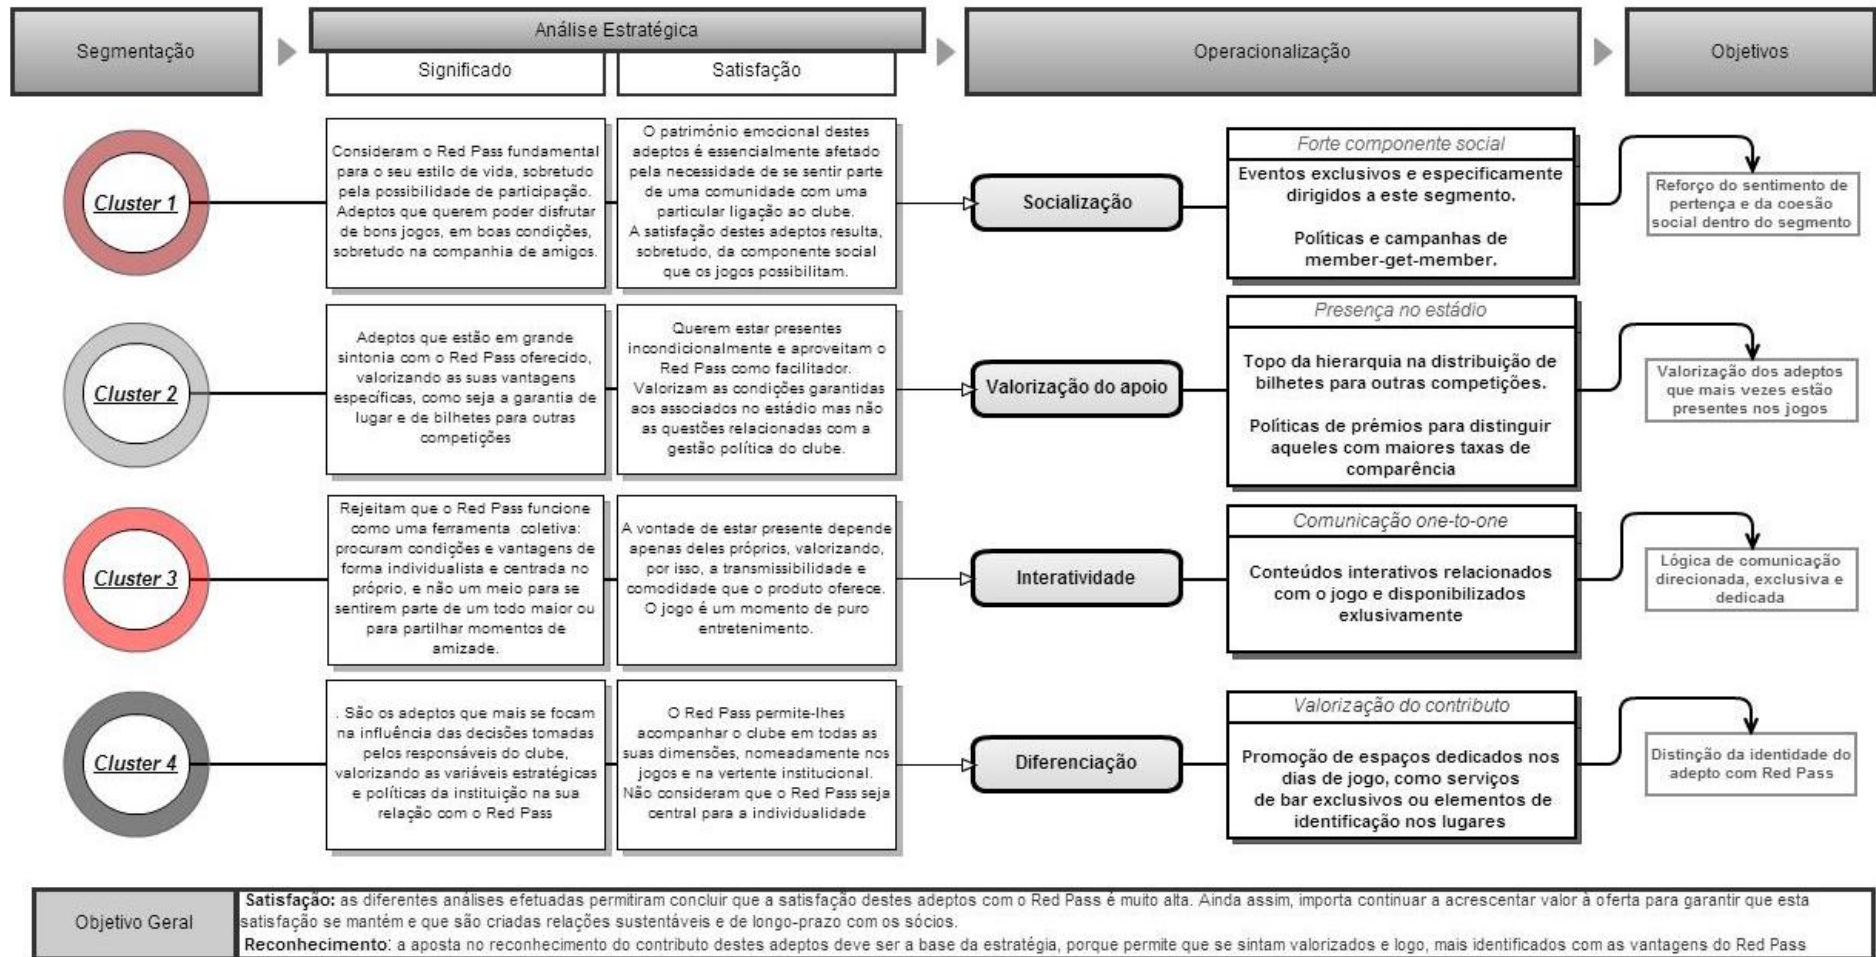 Segmentação
Análise Estratégica
Significado
Satisfação
Operacionalização
Objetivos
Cluster 1
Consideram o Red Pass fundamental
para o seu estilo de vida, sobretudo
pela possibilidade de participação.
Adeptos que querem poder disfrutar
de bons jogos, em boas condições,
sobretudo na companhia de amigos.
O património emocional destes
adeptos é essencialmente afetado
pela necessidade de se sentir parte
de uma comunidade com uma
particular ligação ao clube.
A satisfação destes adeptos resulta,
sobretudo, da componente social
que os jogos possibilitam.
Socialização
Forte componente social
Eventos exclusivos e especificamente
dirigidos a este segmento.
Políticas e campanhas de
member-get-member.
Reforço do sentimento de
pertença e da coesão
social dentro do segmento
Cluster 2
Adeptos que estão em grande
sintonia com o Red Pass oferecido,
valorizando as suas vantagens
específicas, como seja a garantia de
lugar e de bilhetes para outras
competições
Querem estar presentes
incondicionalmente e aproveitam o
Red Pass como facilitador.
Valorizam as condições garantidas
aos associados no estádio mas não
as questões relacionadas com a
gestão política do clube.
Valorização do apoio
Presença no estádio
Topo da hierarquia na distribuição de
bilhetes para outras competições.
Políticas de prémios para distinguir
aqueles com maiores taxas de
comparência
Valorização dos adeptos
que mais vezes estão
presentes nos jogos
Cluster 3
Rejeitam que o Red Pass funcione
como uma ferramenta coletiva:
procuram condições e vantagens de
forma individualista e centrada no
próprio, e não um meio para se
sentirem parte de um todo maior ou
para partilhar momentos de
amizade.
A vontade de estar presente depende
apenas deles próprios, valorizando,
por isso, a transmissibilidade e
comodidade que o produto oferece.
O jogo é um momento de puro
entretenimento.
Interatividade
Comunicação one-to-one
Conteúdos interativos relacionados
com o jogo e disponibilizados
exlusivamente
Lógica de comunicação
direcionada, exclusiva e
dedicada
Cluster 4
. São os adeptos que mais se focam
na influência das decisões tomadas
pelos responsáveis do clube,
valorizando as variáveis estratégicas
e políticas da instituição na sua
relação com o Red Pass
O Red Pass permite-lhes
acompanhar o clube em todas as
suas dimensões, nomeadamente nos
jogos e na vertente institucional.
Não consideram que o Red Pass seja
central para a individualidade
Diferenciação
Valorização do contributo
Promoção de espaços dedicados nos
dias de jogo, como serviços
de bar exclusivos ou elementos de
identificação nos lugares
Distinção da identidade do
adepto com Red Pass
Objetivo Geral
Satisfação: as diferentes análises efetuadas permitiram concluir que a satisfação destes adeptos com o Red Pass é muito alta. Ainda assim, importa continuar a acrescentar valor à oferta para garantir que esta
satisfação se mantém e que são criadas relações sustentáveis e de longo-prazo com os sócios.
Reconhecimento: a aposta no reconhecimento do contributo destes adeptos deve ser a base da estratégia, porque permite que se sintam valorizados e logo, mais identificados com as vantagens do Red Pass